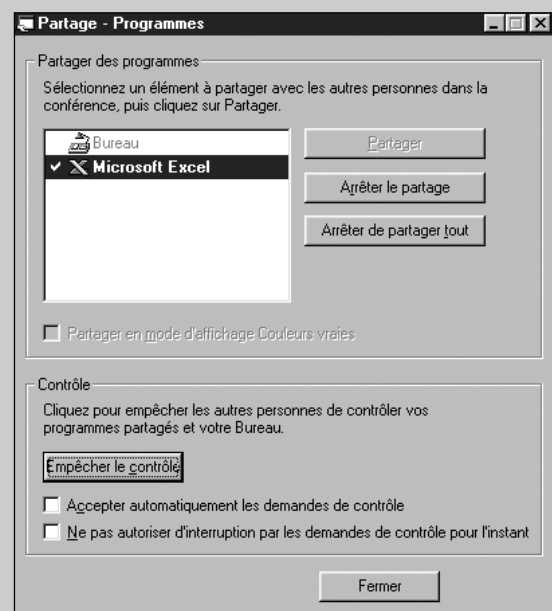 Partage - Programmes
Partager des programmes
Sélectionnez un élément à partager avec les autres personnes dans la
conférence, puis cliquez sur Partager.
Bureau
Microsoft Excel
Partager
Arrêter le partage
Arrêter de partager tout
Partager en mode d'affichage Couleurs vraies
Contrôle
Cliquez pour empêcher les autres personnes de contrôler vos
programmes partagés et votre Bureau.
Empêcher le contrôle
Accepter automatiquement les demandes de contrôle
Ne pas autoriser d'interruption par les demandes de contrôle pour l'instant
Fermer